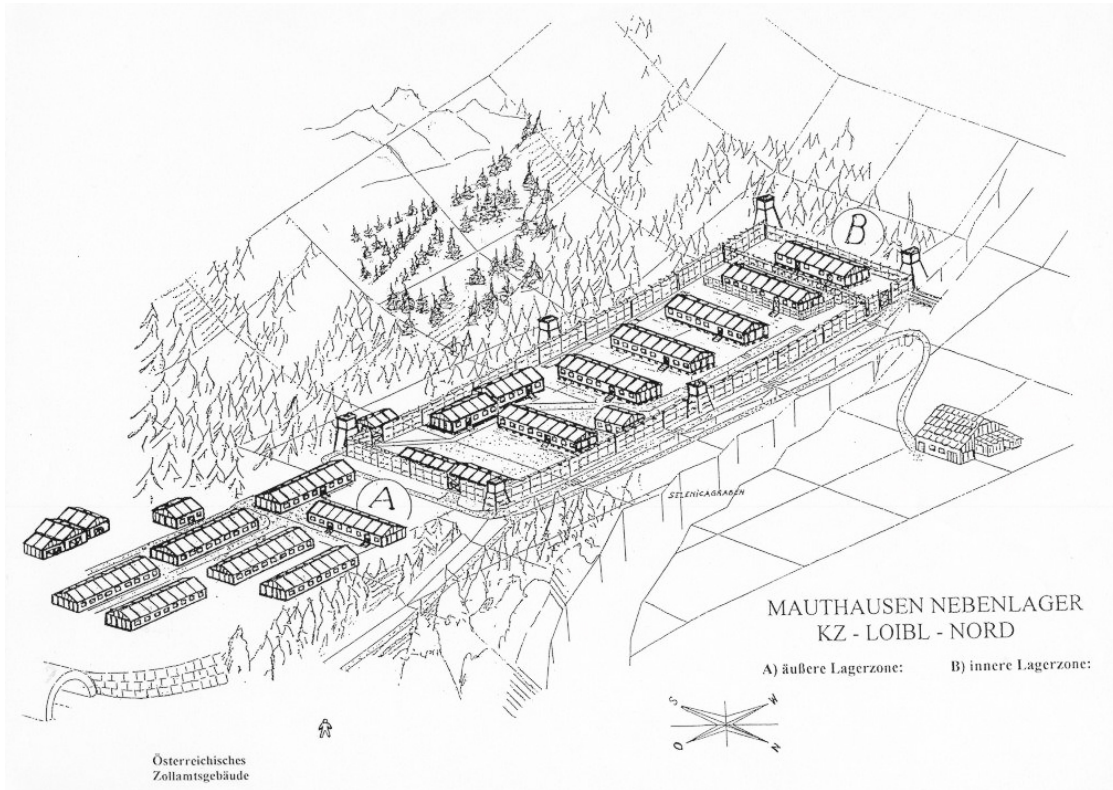 B
A
SELENICAGRABEN
MAUTHAUSEN NEBENLAGER
KZ - LOIBL - NORD
A) äußere Lagerzone:
B) innere Lagerzone:
S
W
O
N
Österreichisches
Zollamtsgebäude